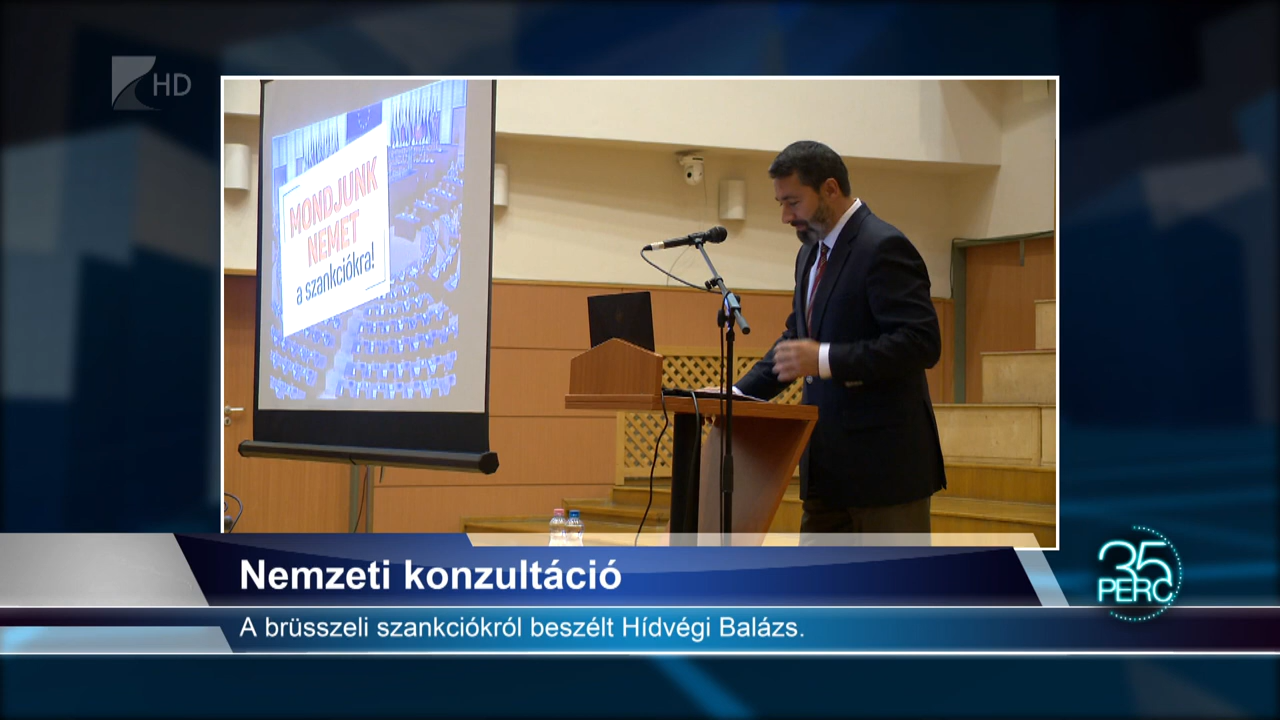 HD
MONDJUNK
NEMET
a szankciókra!
Nemzeti konzultáció
A brüsszeli szankciókról beszélt Hídvégi Balázs.
35
PERC